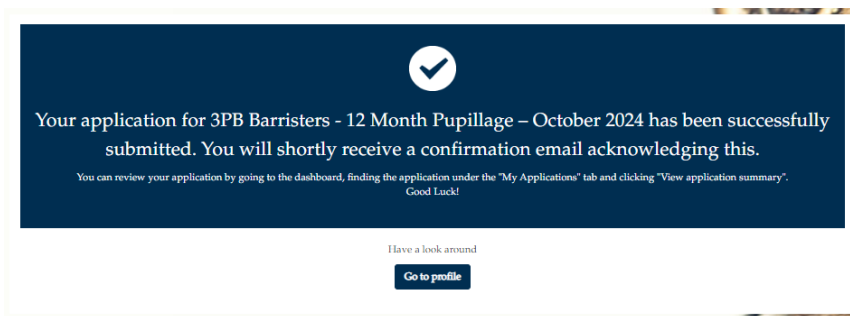 Your application for 3PB Barristers - 12 Month Pupillage – October 2024 has been successfully
submitted. You will shortly receive a confirmation email acknowledging this.
You can review your application by going to the dashboard, finding the application under the "My Applications" tab and clicking "View application summary".
Good Luck!
Have a look around
Go to profile